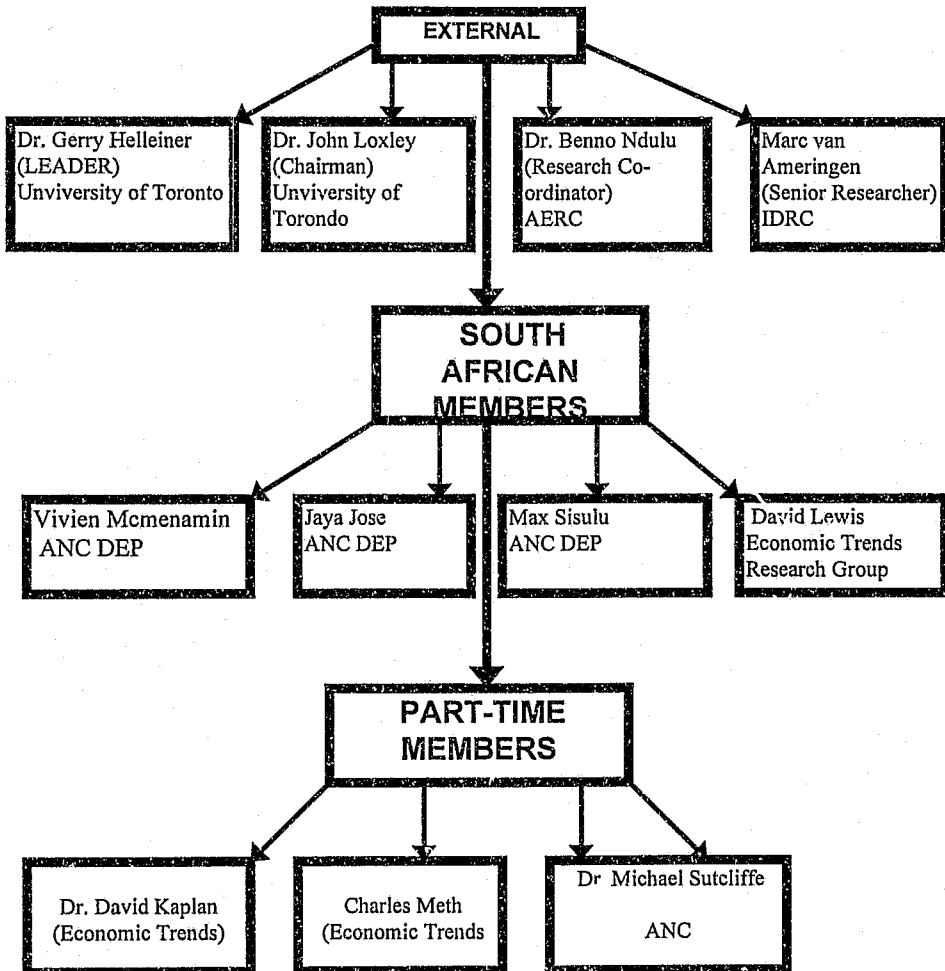 EXTERNAL
Dr. Gerry Helleiner
(LEADER)
Unviversity of Toronto
Dr. John Loxley
(Chairman)
Unviversity of
Torondo
Dr. Benno Ndulu
(Research Co-
ordinator)
AERC
Marc van
Ameringen
(Senior Researcher)
IDRC
SOUTH
AFRICAN
MEMBERS
Vivien Mcmenamin
ANC DEP
Jaya Jose
ANC DEP
Max Sisulu
ANC DEP
David Lewis
Economic Trends
Research Group
PART-TIME
MEMBERS
Dr. David Kaplan
(Economic Trends)
Charles Meth
(Economic Trends
Dr Michael Sutcliffe
ANC